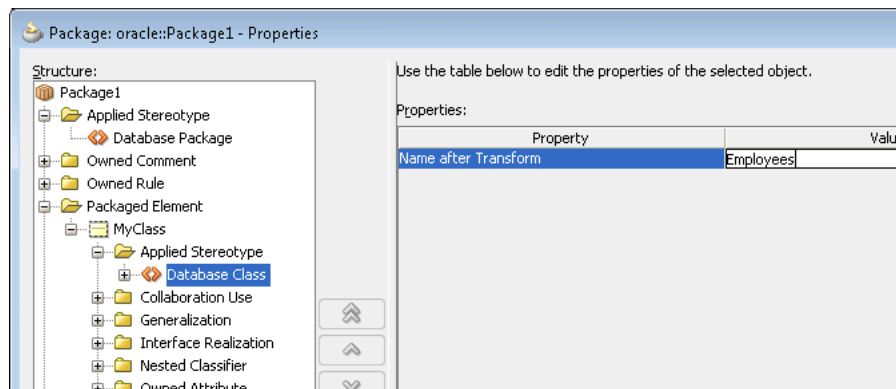 Package: oracle::Package1 - Properties
Structure:
Use the table below to edit the properties of the selected object.
Package1
Applied Stereotype
Properties:
Database Package
Property
Owned Comment
Name after Transform
Employees
Owned Rule
Packaged Element
MyClass
Applied Stereotype
Database Class
Collaboration Use
Generalization
Interface Realization
Nested Classifier
Owned Attribute